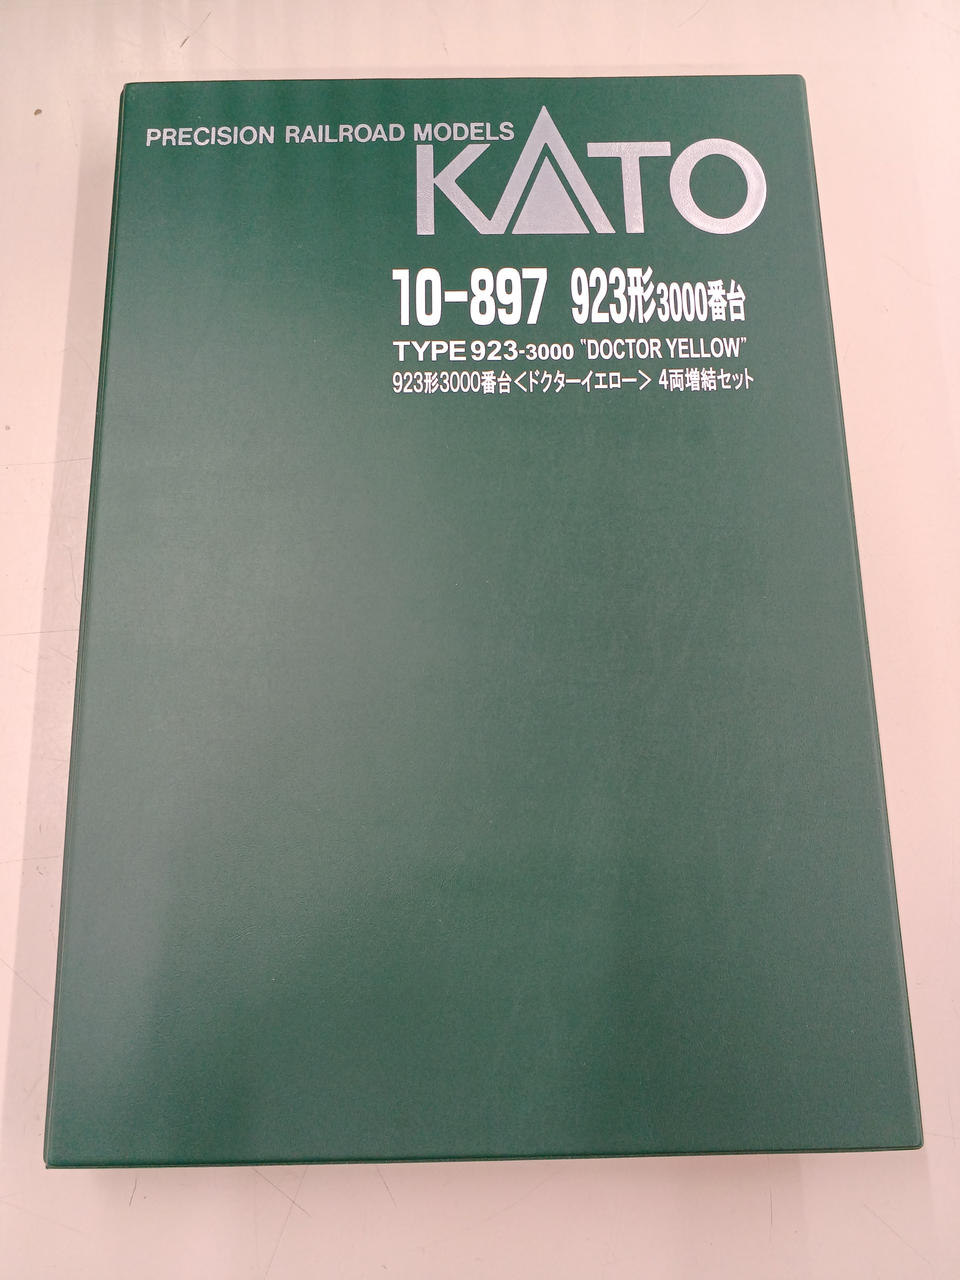 PRECISION RAILROAD MODELS
KATO
10-897 923形3000番台
TYPE 923-3000 "DOCTOR YELLOW"
923形3000番台<ドクターイエロー> 4両増結セット